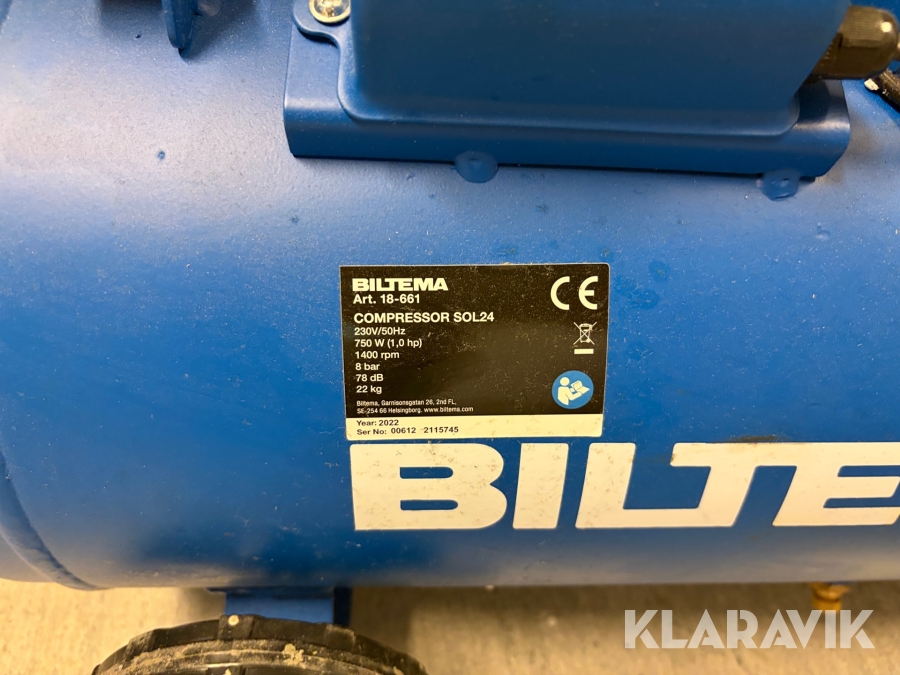 BILTEMA
Art. 18-661
COMPRESSOR SOL24
230V/50Hz
750 W (1,0 hp)
1400 rpm
8 bar
78 dB
22 kg
CE
Biltema, Garnisonsgatan 26, 2nd FL,
SE-254 66 Helsingborg. www.biltema.com
Year: 2022
Ser No: 00612 2115745
BILTE
KLARAVIK